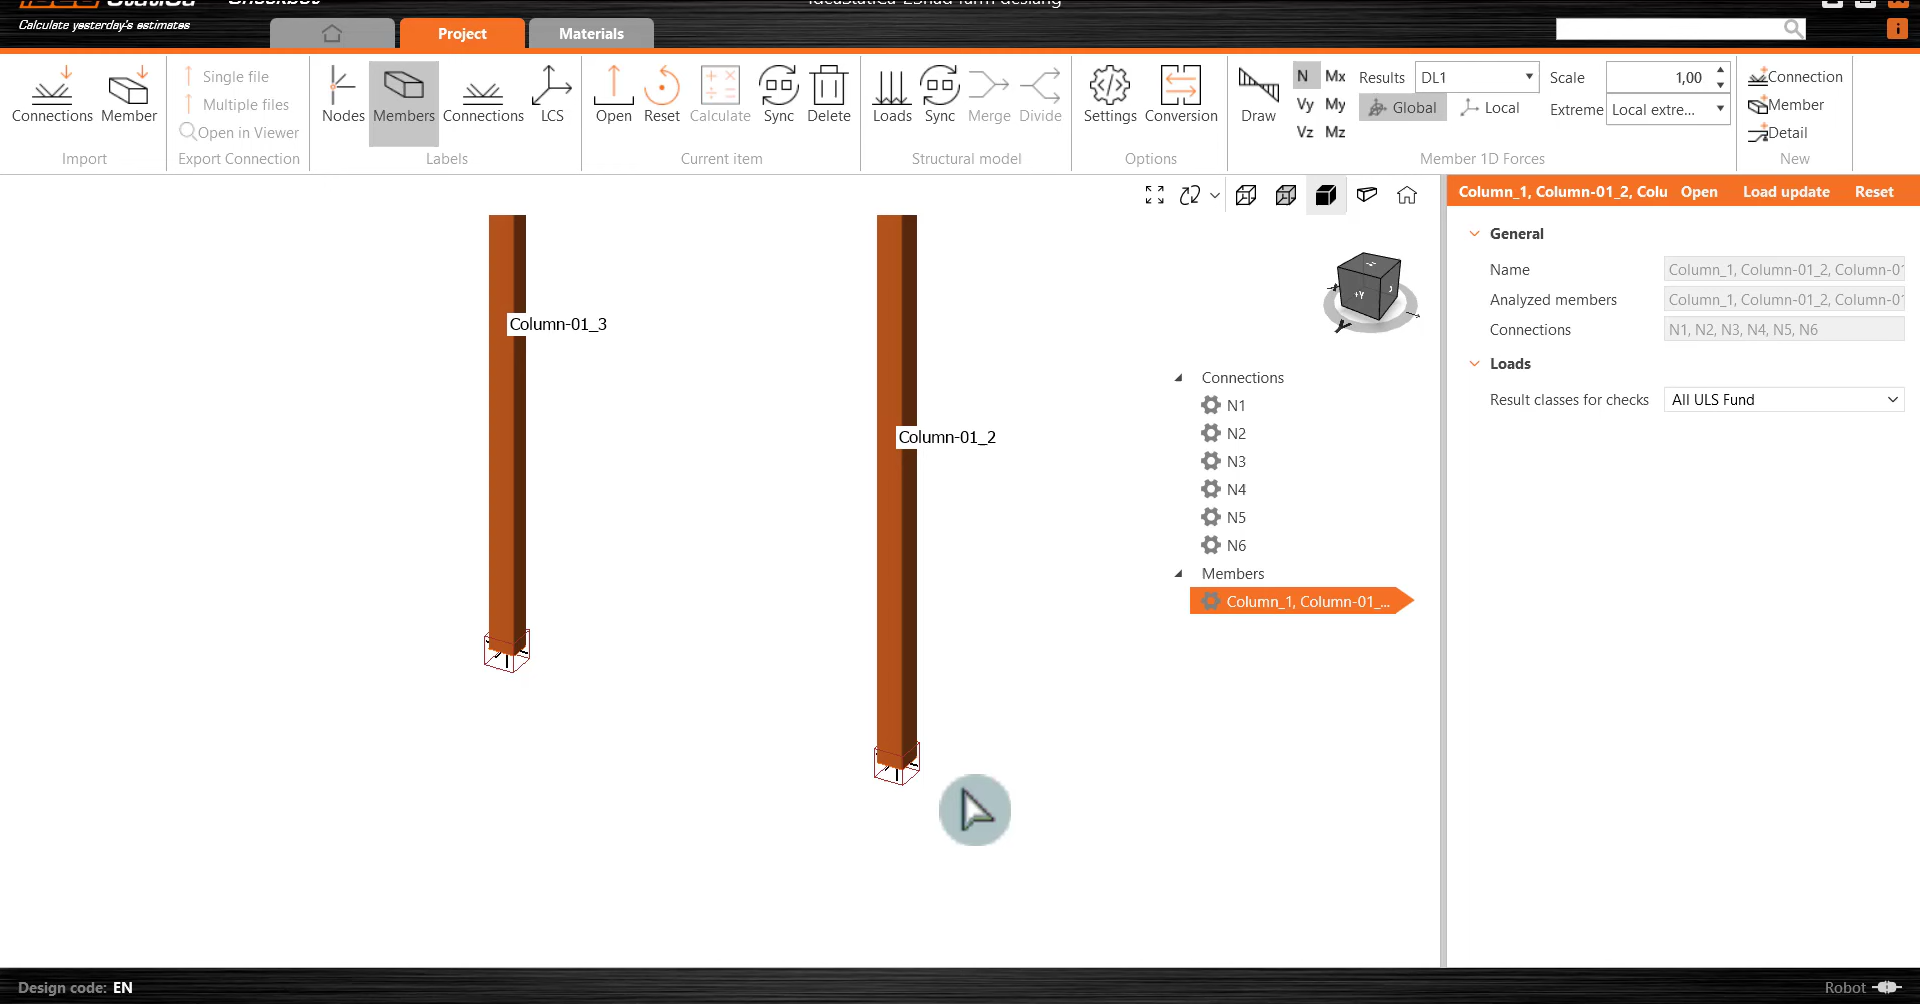 Calculate yesterday's estimates
Project
Materials
i
Connections
Member
Import
Single file
Multiple files
Open in Viewer
Export Connection
Nodes
Members
Connections
LCS
Labels
Open
Reset
Calculate
Sync
Delete
Current item
Loads
Sync
Merge
Divide
Structural model
Settings
Conversion
Options
Draw
N
Mx
Vy
My
Vz
Mz
Results
DL1
Global
Local
Scale
1,00
Extreme
Local extre...
Member 1D Forces
Connection
Member
Detail
New
Column-01_3
Column-01_2
+Y
Connections
N1
N2
N3
N4
N5
N6
Members
Column_1, Column-01_...
Column_1, Column-01_2, Colu
Open
Load update
Reset
General
Name
Column_1, Column-01_2, Column-01
Analyzed members
Column_1, Column-01_2, Column-01
Connections
N1, N2, N3, N4, N5, N6
Loads
Result classes for checks
All ULS Fund
Design code: EN
Robot